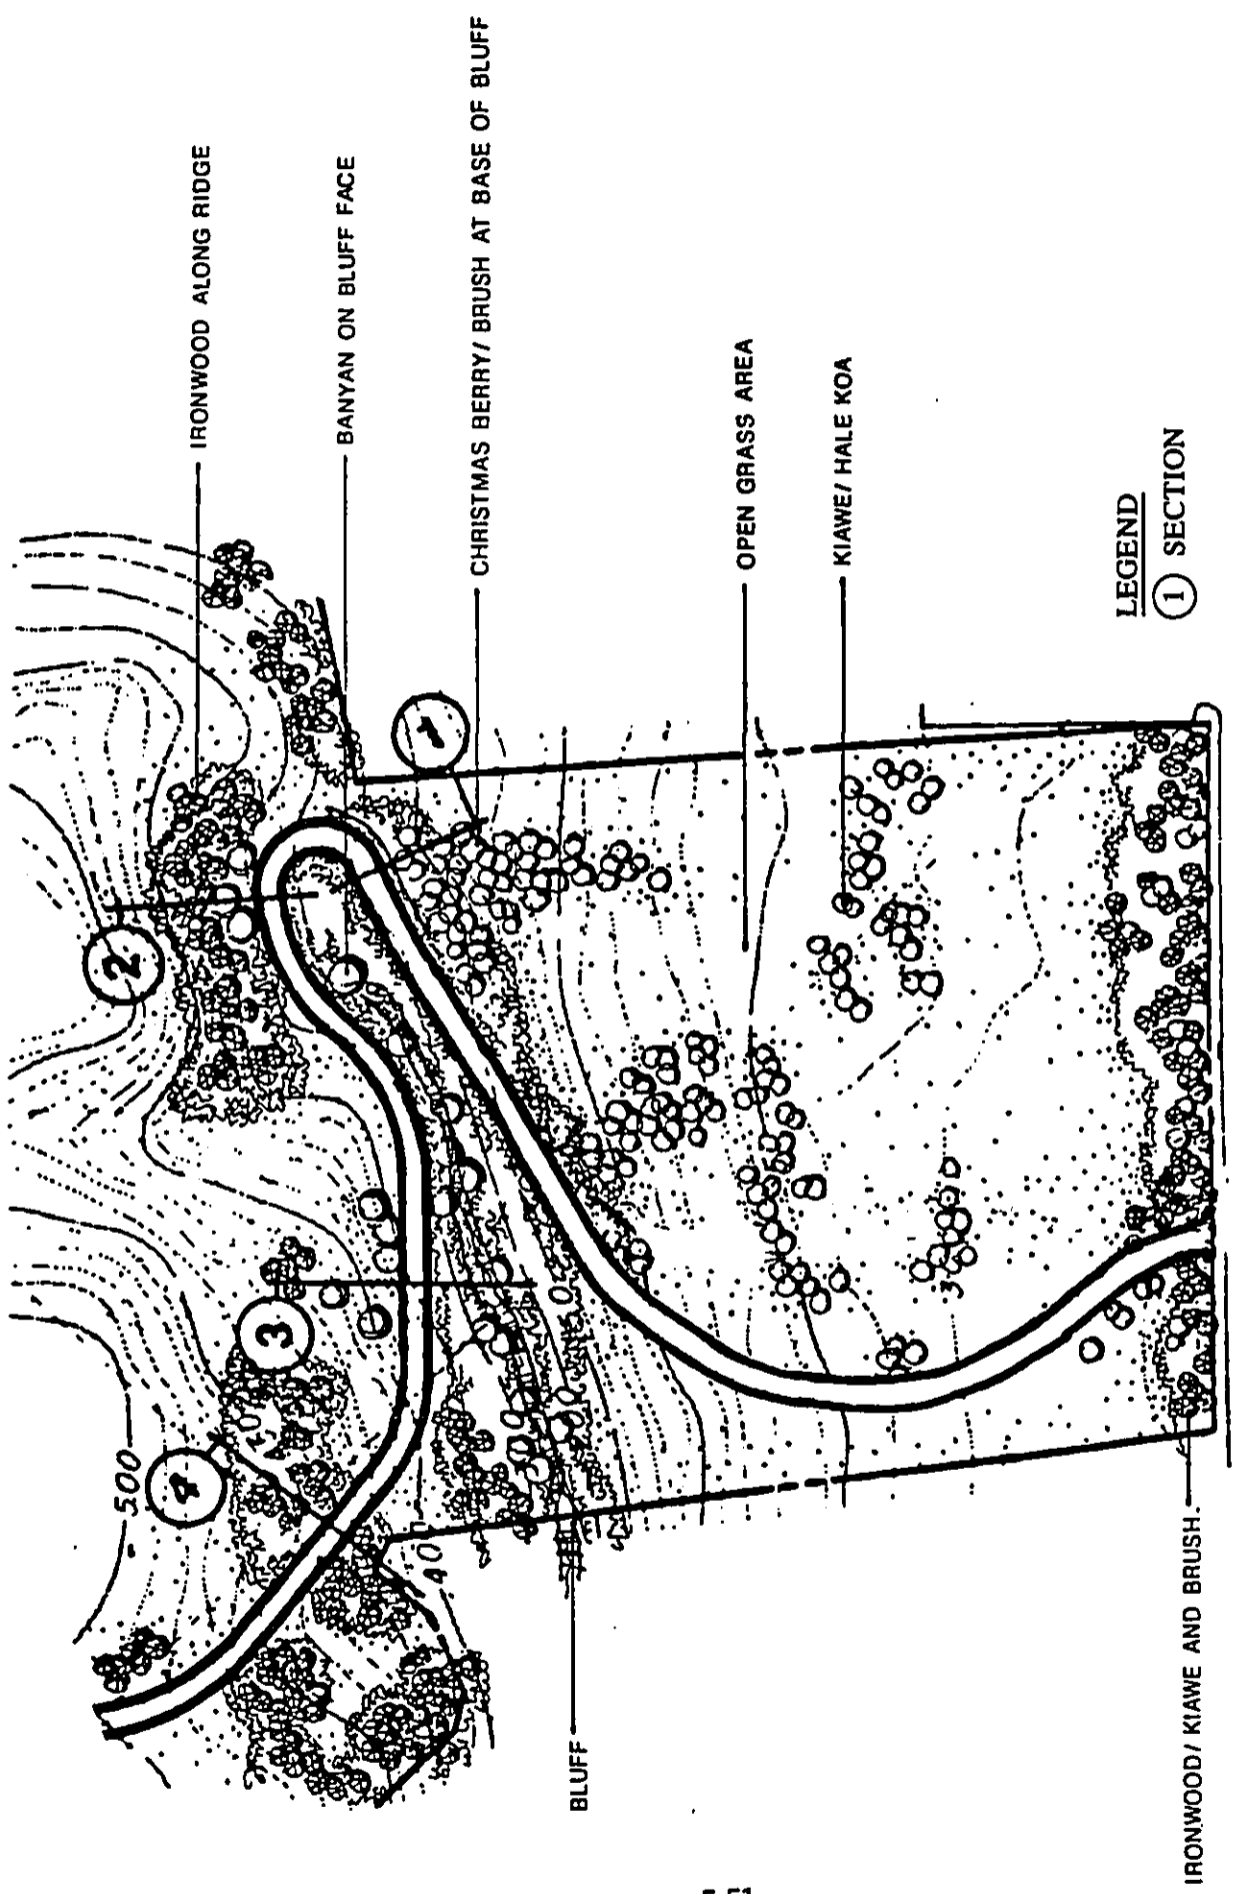 IRONWOOD ALONG RIDGE
BANYAN ON BLUFF FACE
CHRISTMAS BERRY/ BRUSH AT BASE OF BLUFF
OPEN GRASS AREA
KIAWE/ HALE KOA
BLUFF
IRONWOOD/ KIAWE AND BRUSH
1
2
3
4
500
400
LEGEND
1 SECTION